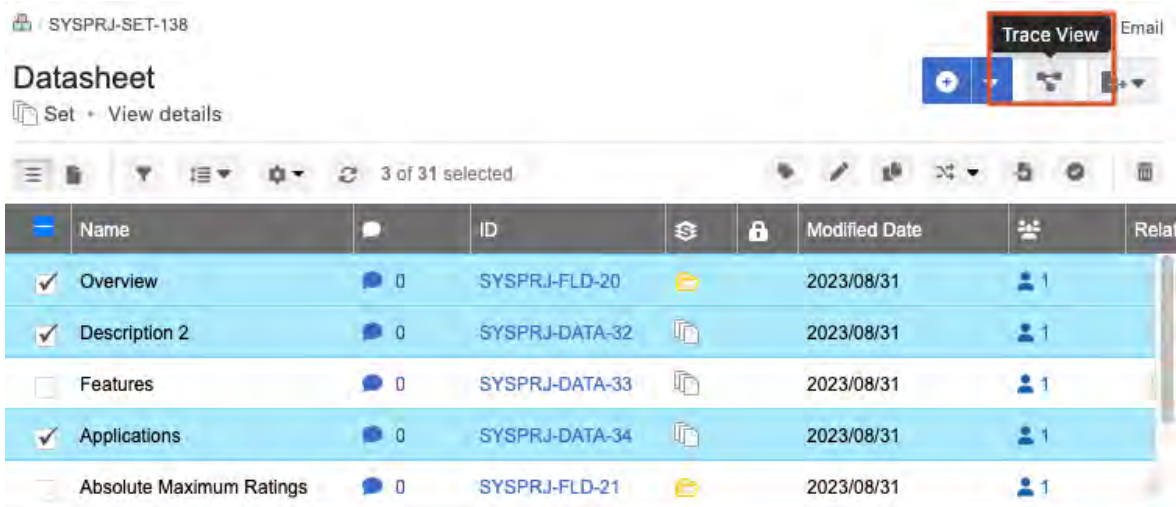 SYSPRJ-SET-138
Trace View
Email
Datasheet
Set • View details
3 of 31 selected
Name ID Modified Date Relat
Overview 0 SYSPRJ-FLD-20 2023/08/31 1
Description 2 0 SYSPRJ-DATA-32 2023/08/31 1
Features 0 SYSPRJ-DATA-33 2023/08/31 1
Applications 0 SYSPRJ-DATA-34 2023/08/31 1
Absolute Maximum Ratings 0 SYSPRJ-FLD-21 2023/08/31 1